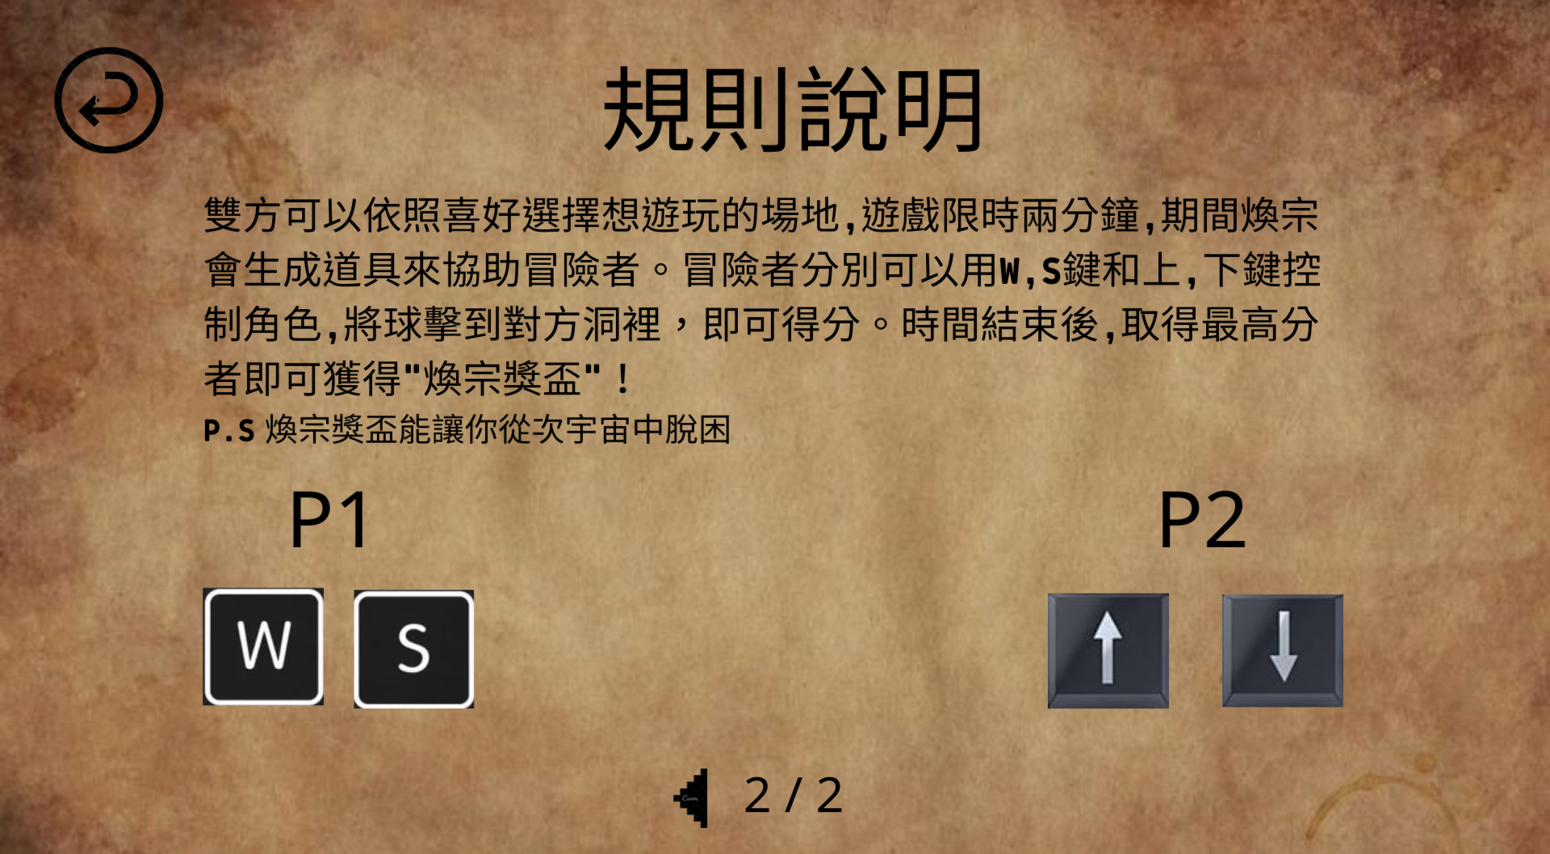 規則說明
雙方可以依照喜好選擇想遊玩的場地,遊戲限時兩分鐘,期間煥宗
會生成道具來協助冒險者。冒險者分別可以用W,S鍵和上,下鍵控
制角色,將球擊到對方洞裡，即可得分。時間結束後,取得最高分
者即可獲得"煥宗獎盃"！
P.S 煥宗獎盃能讓你從次宇宙中脫困
P1
P2
W
S
2 / 2